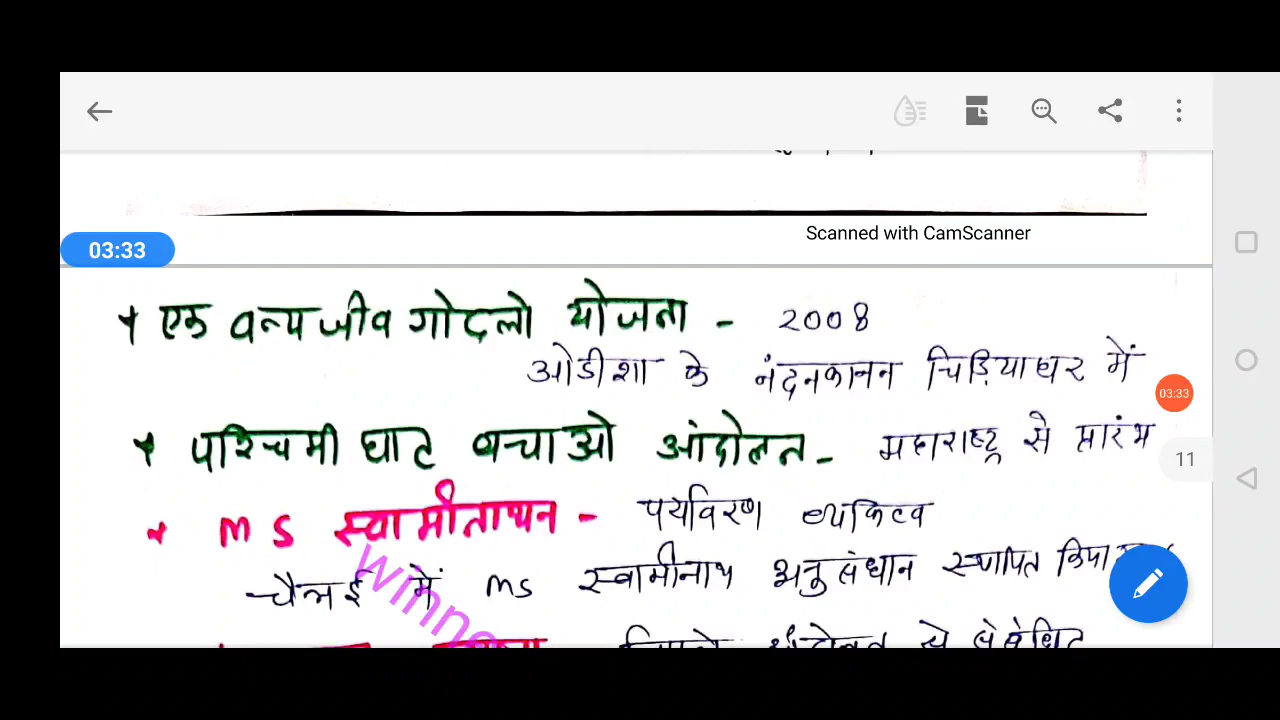 Scanned with CamScanner
03:33
* एक वन्यजीव गोदलो योजना - 2008
ओडीशा के नंदनकानन चिड़ियाघर में
03:33
* पश्चिमी घाट बचाओ आंदोलन - महाराष्ट्र से प्रारंभ
11
* MS स्वामीनाथन - पर्यावरण व्यक्तित्व
चैन्नई में MS स्वामीनाथ अनुसंधान स्थापित किया
winne
से संबंधित